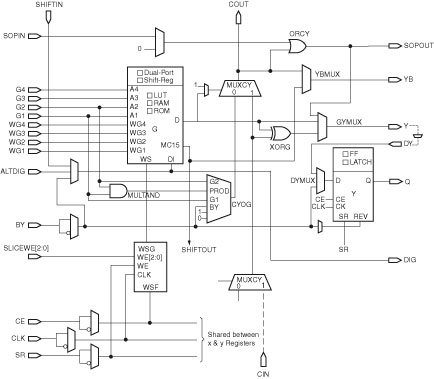 SHIFTIN
COUT
SOPIN
ORCY
SOPOUT
0
Dual-Port
Shift-Reg
YBMUX
YB
MUXCY
0 1
1
G4
G3
G2
G1
WG4
WG3
WG2
WG1
A4
A3
A2
A1
WG4
WG3
WG2
WG1
LUT
RAM
ROM
G
D
MC15
WS
DI
GYMUX
Y
DY
XORG
ALTDIG
MULTAND
G2
PROD
G1
BY
1
0
CYOG
DYMUX
FF
LATCH
D
Q
Y
CE
CLK
CE
CK
SR REV
Q
BY
SHIFTOUT
SR
SLICEWE[2:0]
WSG
WE[2:0]
WE
CLK
WSF
DIG
MUXCY
0 1
CE
CLK
SR
Shared between
x & y Registers
CIN